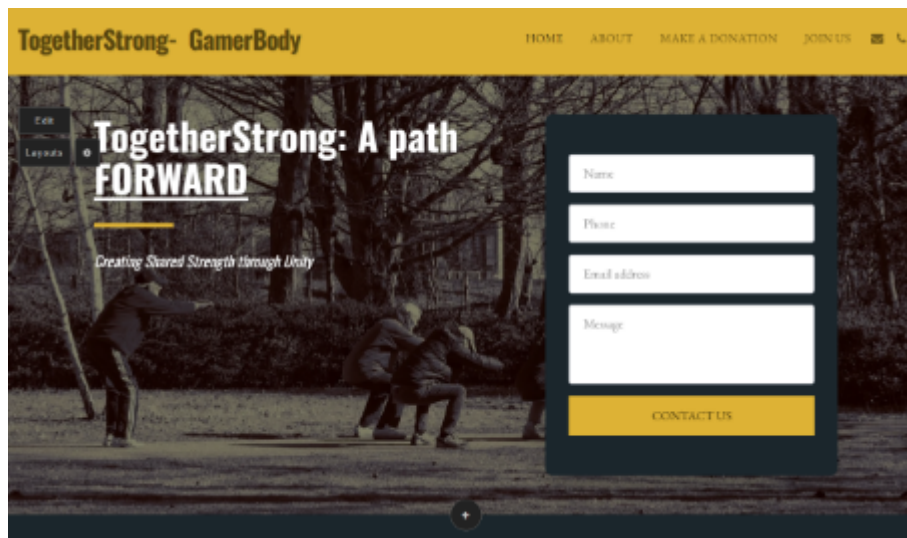 TogetherStrong- GamerBody
HOME ABOUT MAKE A DONATION JOIN US
Edit
Layouts
TogetherStrong: A path
FORWARD
Creating Shared Strength through Unity
Name
Phone
Email address
Message
CONTACT US
+